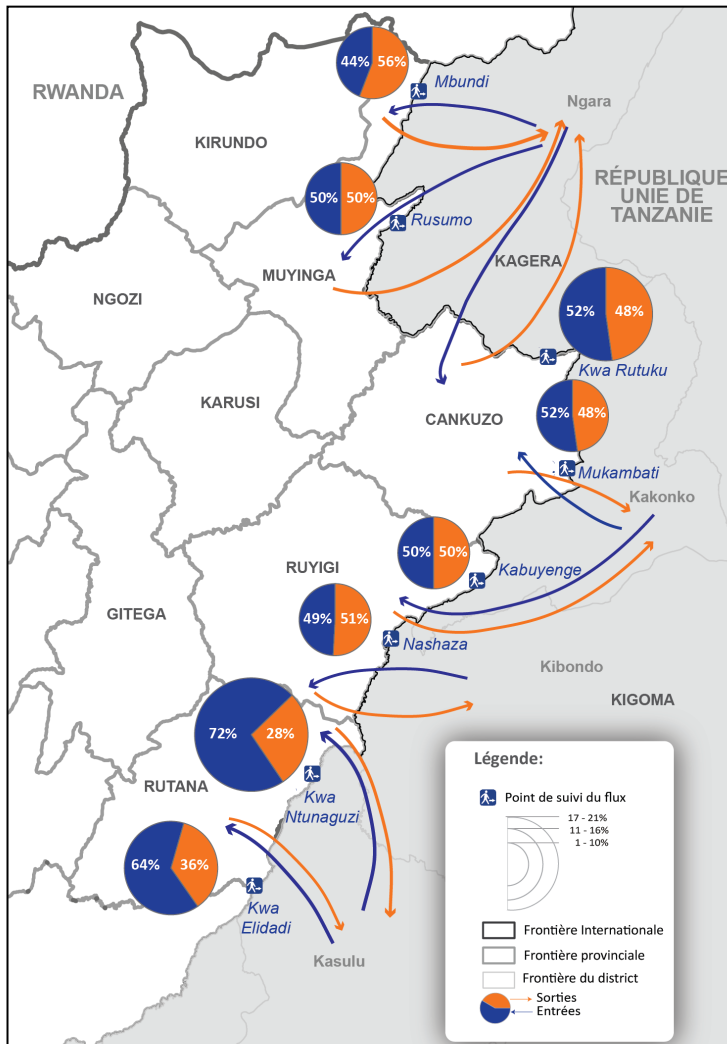 44% 56%
Mbundi
RWANDA
Ngara
KIRUNDO
RÉPUBLIQUE
UNIE DE
TANZANIE
50% 50%
Rusumo
MUYINGA
KAGERA
NGOZI
52% 48%
Kwa Rutuku
KARUSI
CANKUZO
52% 48%
Mukambati
Kakonko
50% 50%
Kabuyenge
RUYIGI
GITEGA
49% 51%
Nashaza
Kibondo
KIGOMA
72% 28%
RUTANA
Kwa
Ntunaguzi
64% 36%
Kwa
Elidadi
Kasulu
Légende:
Point de suivi du flux
17 - 21%
11 - 16%
1 - 10%
Frontière Internationale
Frontière provinciale
Frontière du district
Sorties
Entrées